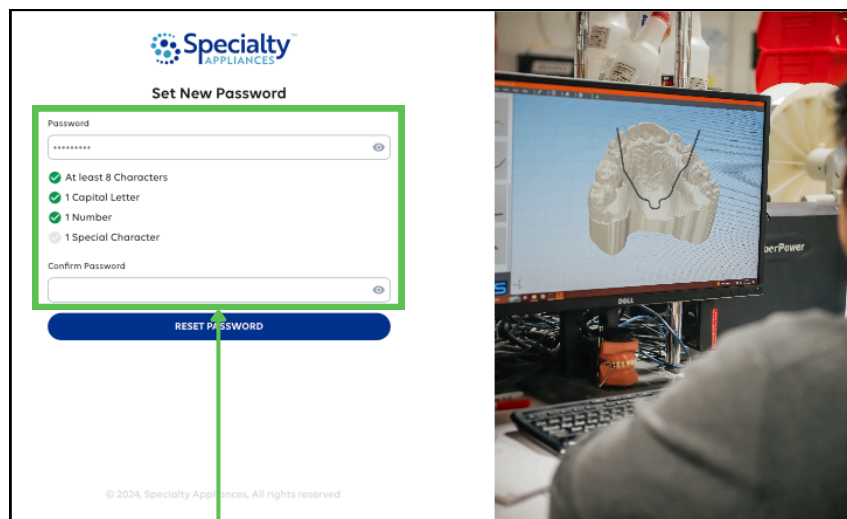 Specialty™
APPLIANCES
Set New Password
Password
•••••••••
At least 8 Characters
1 Capital Letter
1 Number
1 Special Character
Confirm Password
RESET PASSWORD
© 2024, Specialty Appliances, All rights reserved
DELL